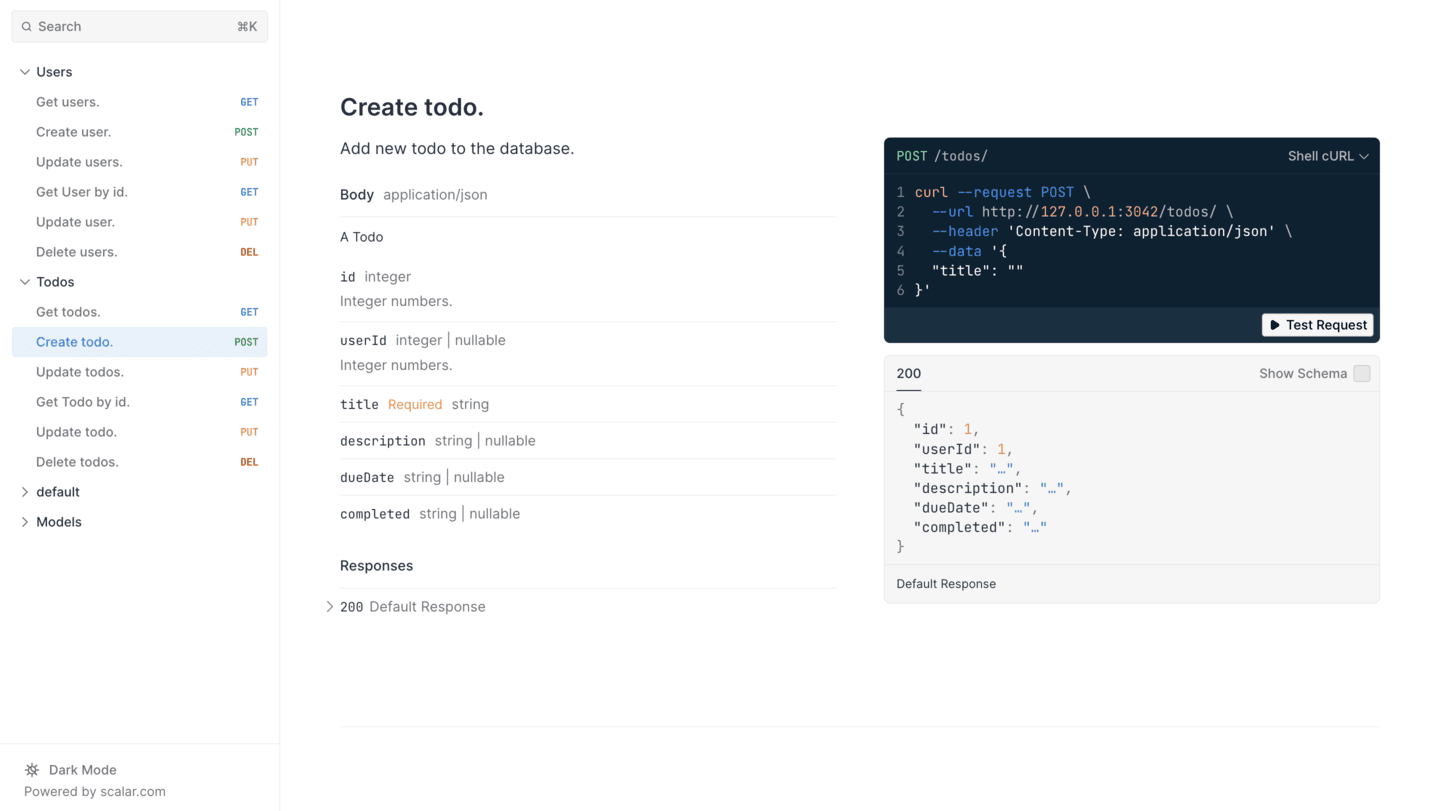 Search ⌘K
Users
Get users. GET
Create user. POST
Update users. PUT
Get User by id. GET
Update user. PUT
Delete users. DEL
Todos
Get todos. GET
Create todo. POST
Update todos. PUT
Get Todo by id. GET
Update todo. PUT
Delete todos. DEL
default
Models
Dark Mode
Powered by scalar.com
Create todo.
Add new todo to the database.
Body application/json
A Todo
id integer
Integer numbers.
userId integer | nullable
Integer numbers.
title Required string
description string | nullable
dueDate string | nullable
completed string | nullable
Responses
200 Default Response
POST /todos/ Shell cURL
1 curl --request POST \
2 --url http://127.0.0.1:3042/todos/ \
3 --header 'Content-Type: application/json' \
4 --data '{
5 "title": ""
6 }'
Test Request
200 Show Schema
{
"id": 1,
"userId": 1,
"title": "…",
"description": "…",
"dueDate": "…",
"completed": "…"
}
Default Response